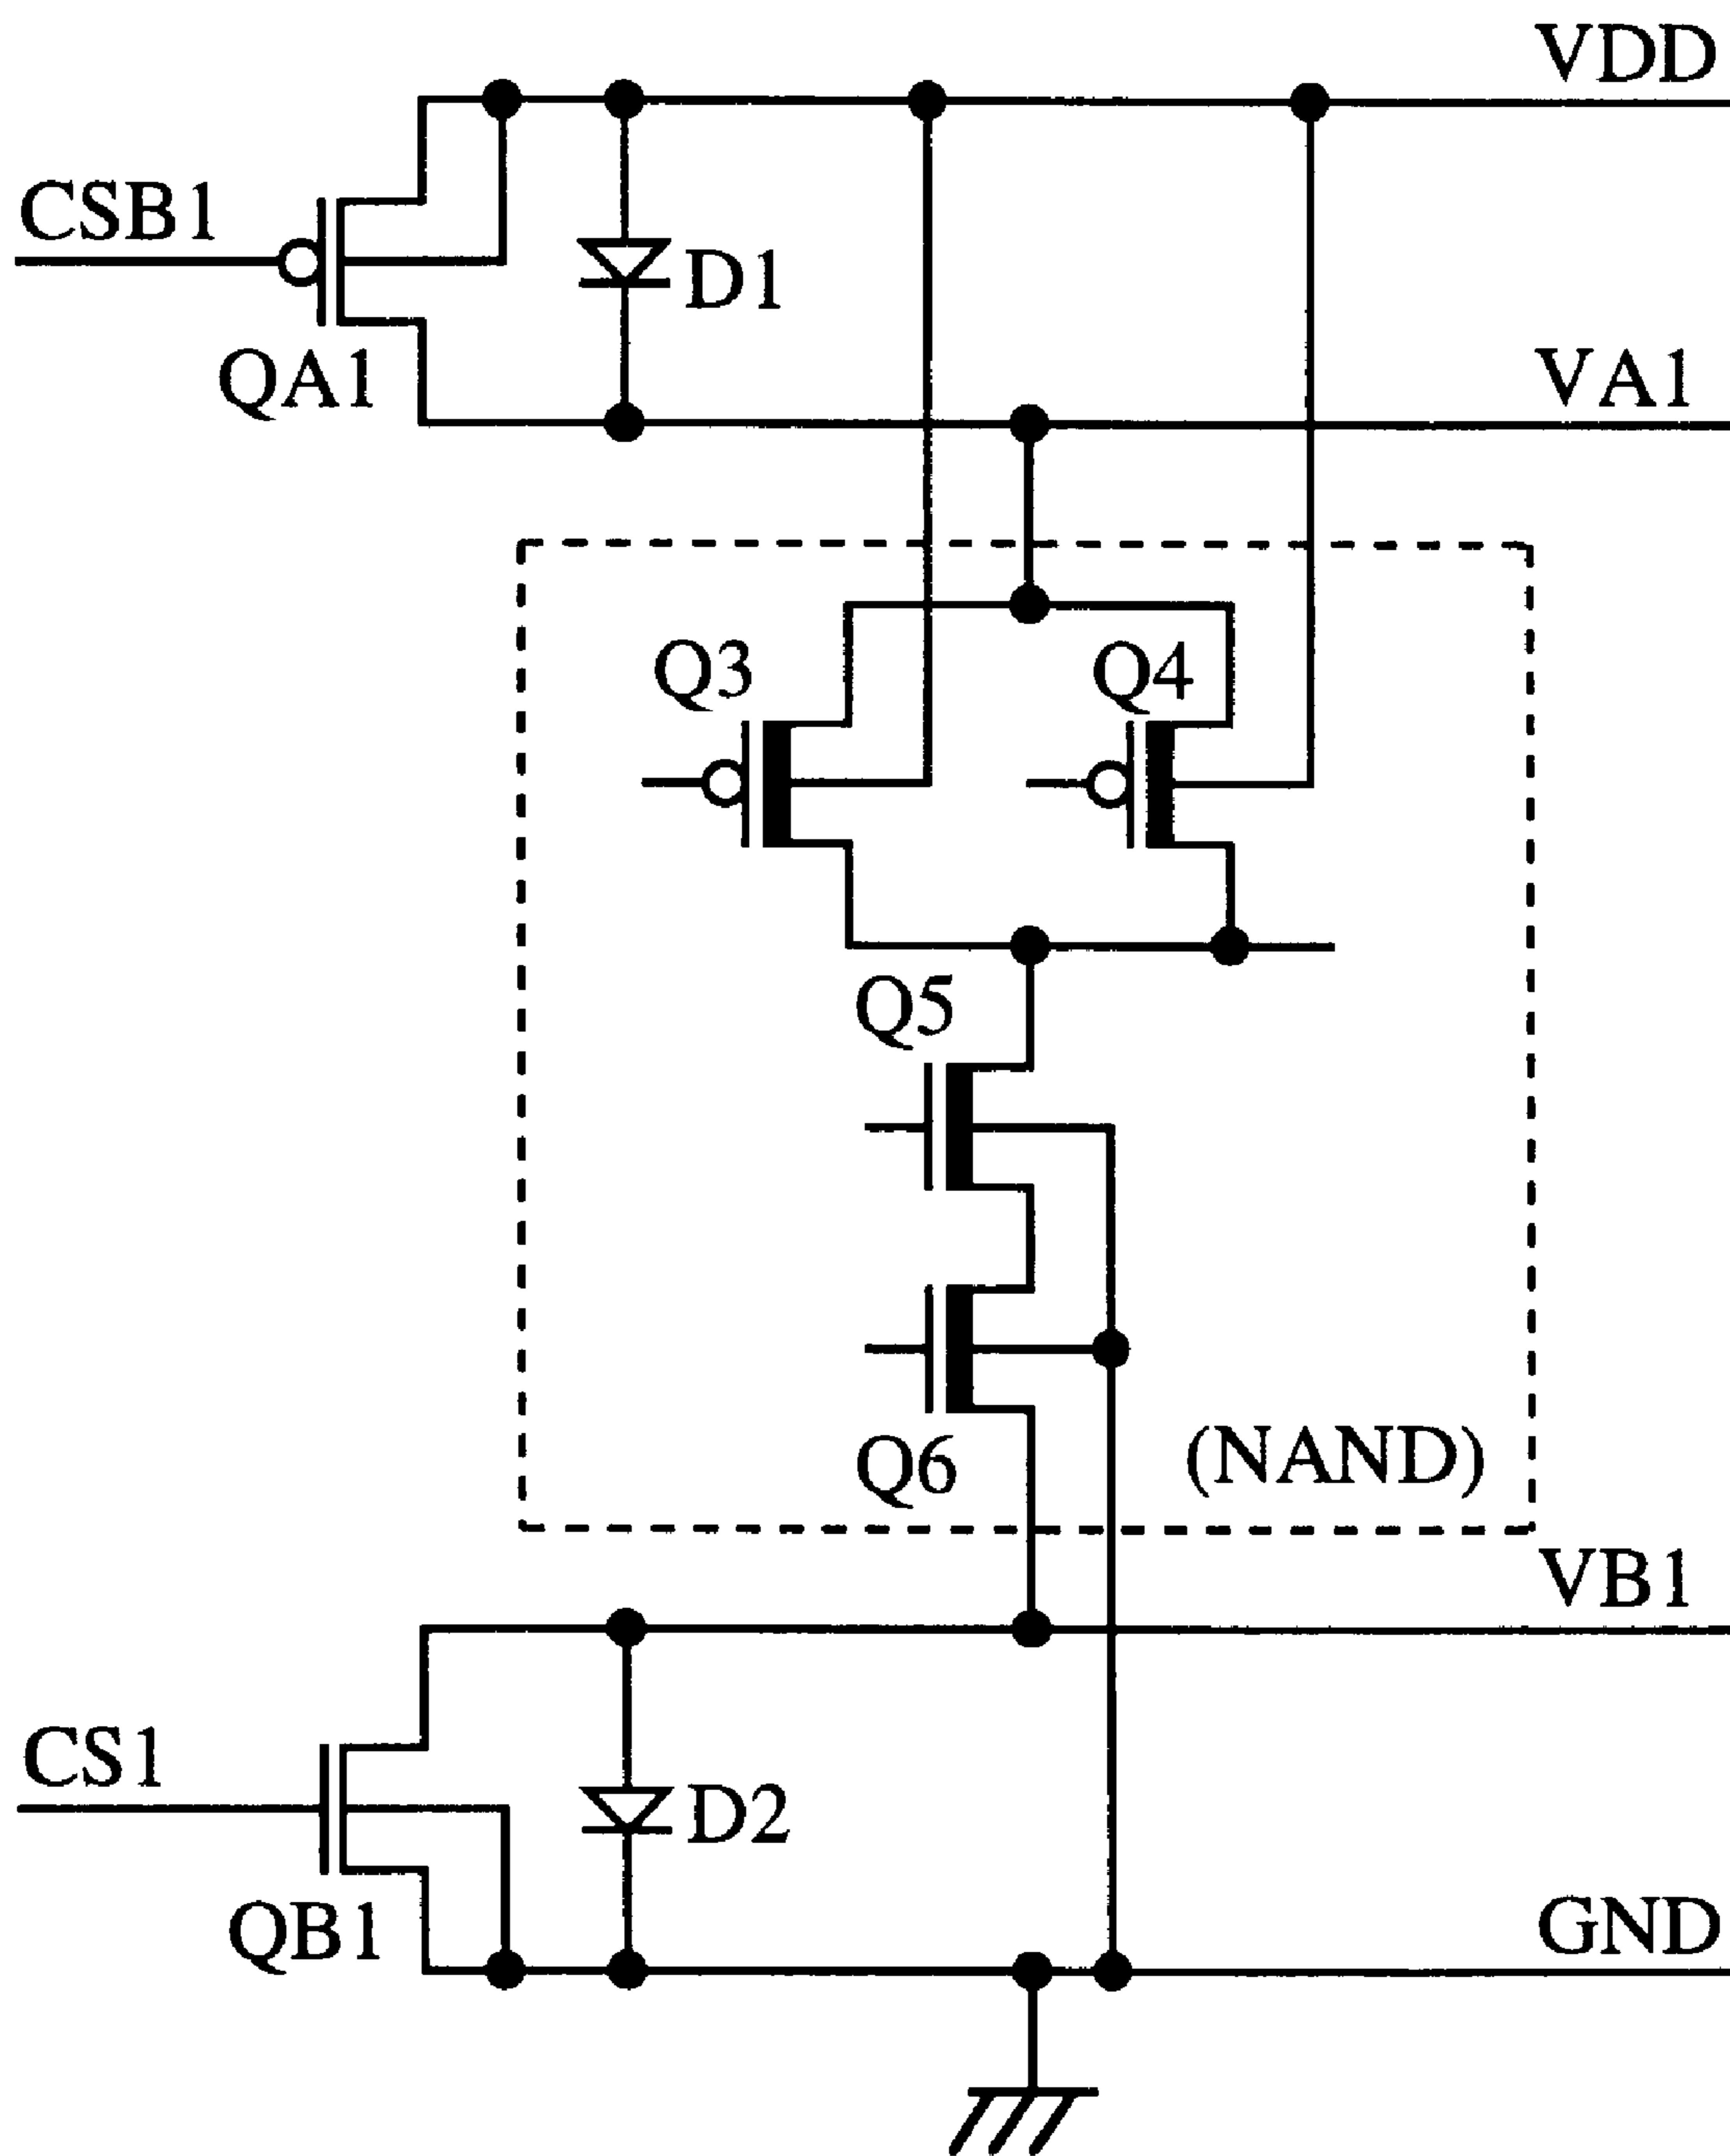 VDD
CSB1
D1
QA1
VA1
Q3
Q4
Q5
Q6
(NAND)
VB1
CS1
D2
QB1
GND